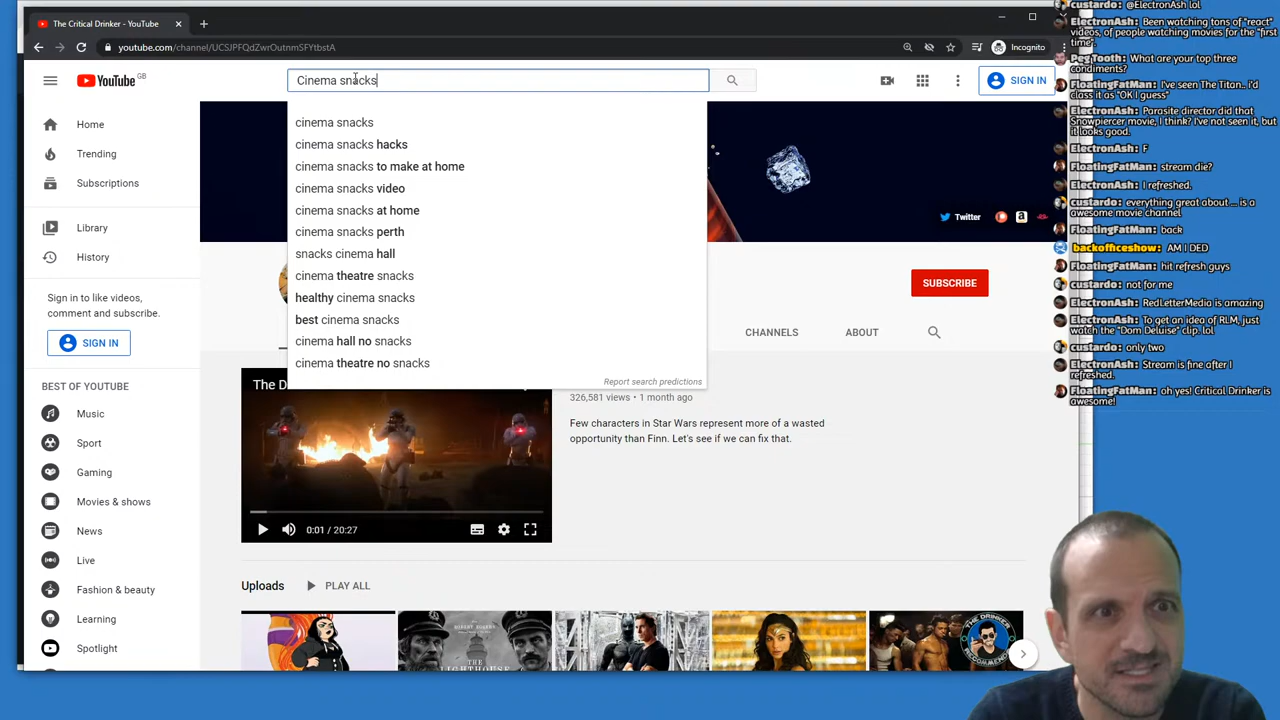 The Critical Drinker - YouTube
youtube.com/channel/UCSJPFQdZwrOutnmSFYtbstA
Incognito
YouTube GB
Cinema snacks
SIGN IN
cinema snacks
cinema snacks hacks
cinema snacks to make at home
cinema snacks video
cinema snacks at home
cinema snacks perth
snacks cinema hall
cinema theatre snacks
healthy cinema snacks
best cinema snacks
cinema hall no snacks
cinema theatre no snacks
Report search predictions
Home
Trending
Subscriptions
Library
History
Sign in to like videos,
comment and subscribe.
SIGN IN
BEST OF YOUTUBE
Music
Sport
Gaming
Movies & shows
News
Live
Fashion & beauty
Learning
Spotlight
Twitter
SUBSCRIBE
CHANNELS
ABOUT
The D
0:01 / 20:27
326,581 views • 1 month ago
Few characters in Star Wars represent more of a wasted
opportunity than Finn. Let's see if we can fix that.
Uploads
PLAY ALL
THE
LIGHTHOUSE
THE DRINKER
RECOMMENDS
custardo: @ElectronAsh lol
ElectronAsh: Been watching tons of "react"
videos, of people watching movies for the "first
time".
PegTooth: What are your top three
condiments?
FloatingFatMan: I've seen The Titan.. i'd
class it as "OK I guess"
ElectronAsh: Parasite director did that
Snowpiercer movie, I think? I've not seen it, but
it looks good.
ElectronAsh: F
FloatingFatMan: stream die?
ElectronAsh: I refreshed.
custardo: everything great about ... is a
awesome movie channel
FloatingFatMan: back
backofficeshow: AM I DED
FloatingFatMan: hit refresh guys
custardo: not for me
ElectronAsh: RedLetterMedia is amazing
ElectronAsh: To get an idea of RLM, just
watch the "Dom Deluise" clip. lol
custardo: only two
ElectronAsh: Stream is fine after I
refreshed.
FloatingFatMan: oh yes! Critical Drinker is
awesome!